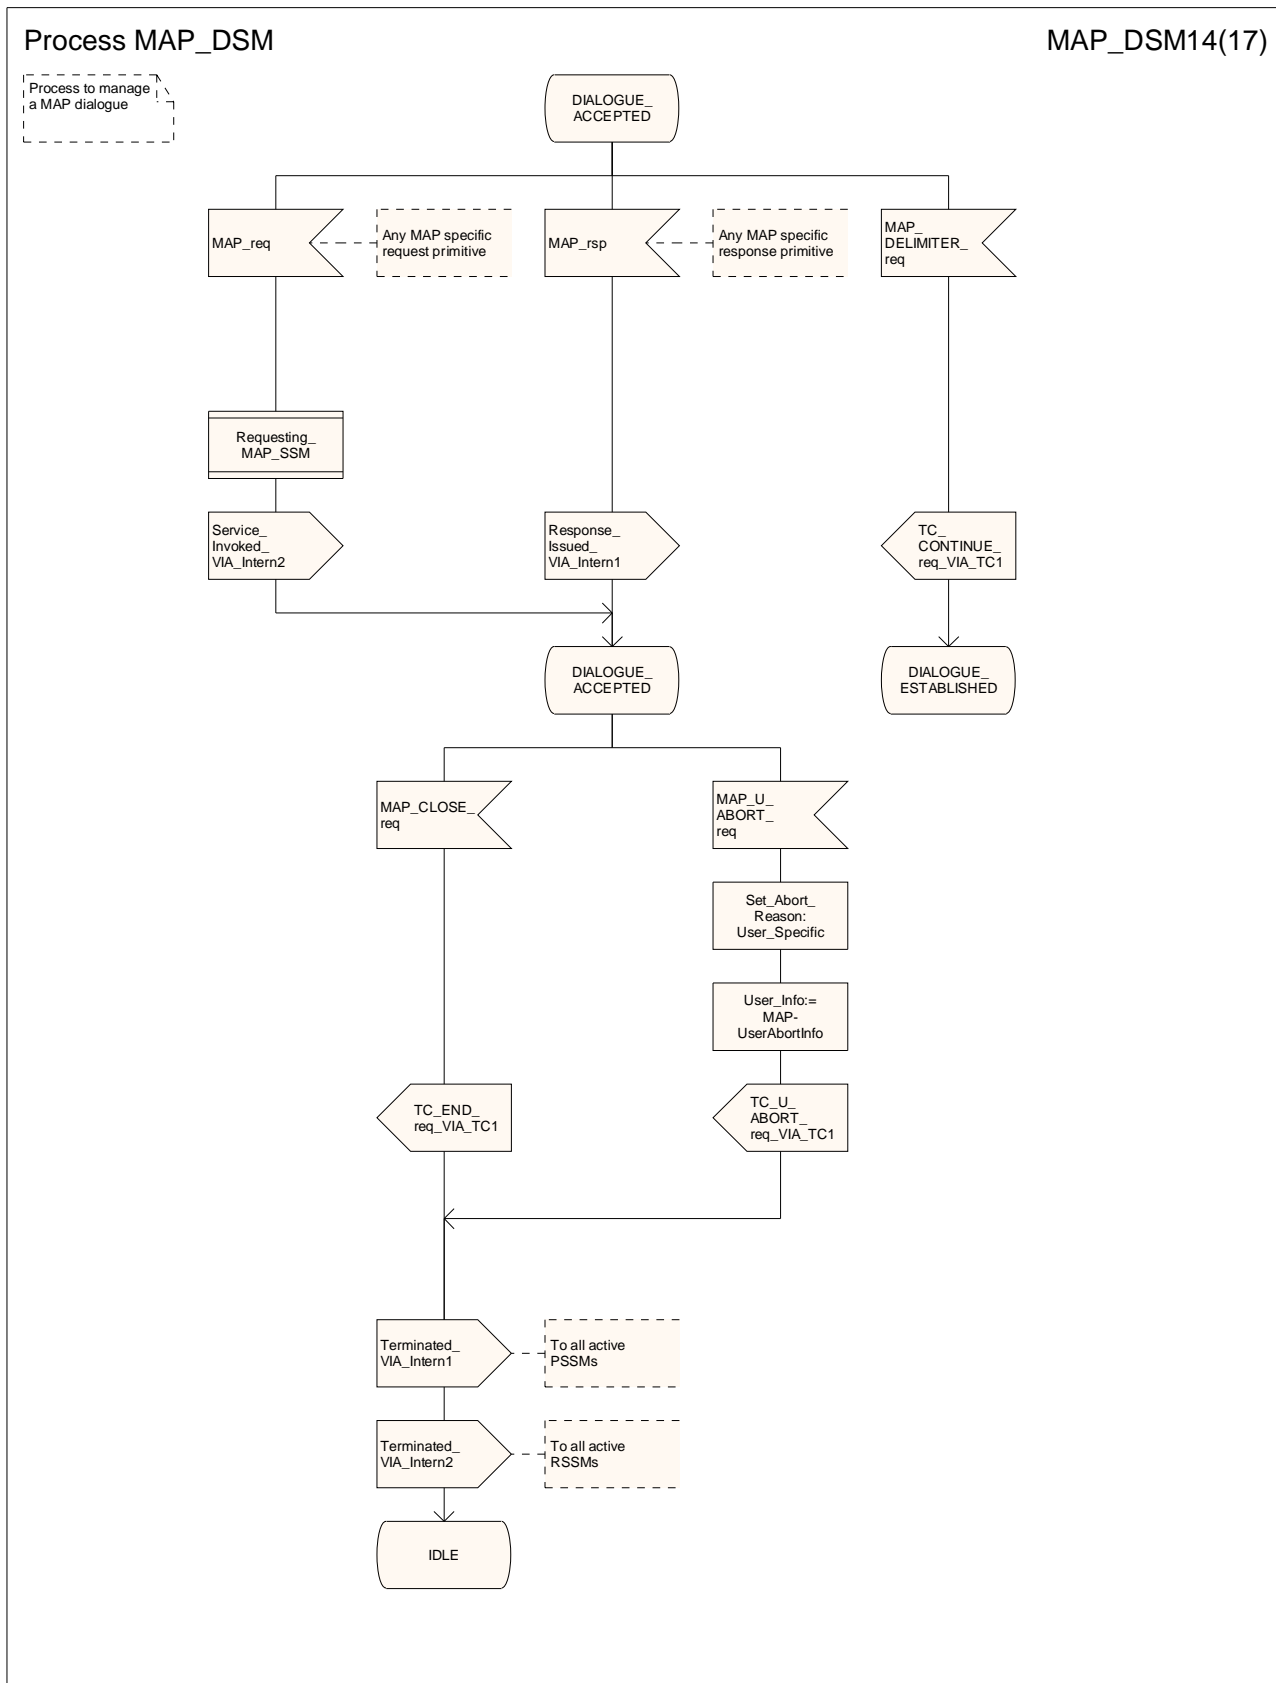 Process MAP_DSM
MAP_DSM14(17)
Process to manage
a MAP dialogue
DIALOGUE_
ACCEPTED
MAP_req
Any MAP specific
request primitive
MAP_rsp
Any MAP specific
response primitive
MAP_
DELIMITER_
req
Requesting_
MAP_SSM
Service_
Invoked_
VIA_Intern2
Response_
Issued_
VIA_Intern1
TC_
CONTINUE_
req_VIA_TC1
DIALOGUE_
ACCEPTED
DIALOGUE_
ESTABLISHED
MAP_CLOSE_
req
MAP_U_
ABORT_
req
Set_Abort_
Reason:
User_Specific
User_Info:=
MAP-
UserAbortInfo
TC_END_
req_VIA_TC1
TC_U_
ABORT_
req_VIA_TC1
Terminated_
VIA_Intern1
To all active
PSSMs
Terminated_
VIA_Intern2
To all active
RSSMs
IDLE